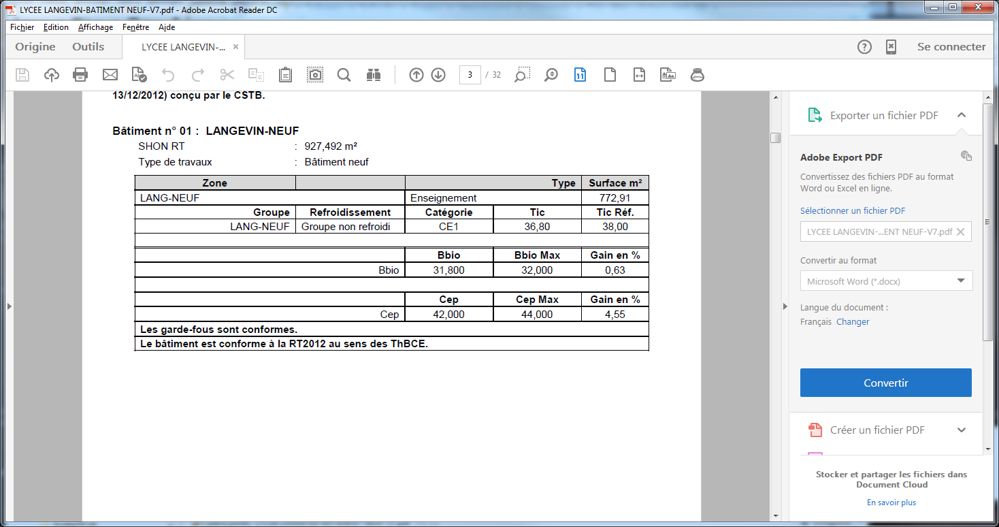 LYCEE LANGEVIN-BATIMENT NEUF-V7.pdf - Adobe Acrobat Reader DC
Fichier Edition Affichage Fenêtre Aide
Origine Outils LYCEE LANGEVIN-... × ? Se connecter
3 / 32
13/12/2012) conçu par le CSTB.
Bâtiment n° 01 : LANGEVIN-NEUF
SHON RT : 927,492 m²
Type de travaux : Bâtiment neuf
Zone Type Surface m²
LANG-NEUF Enseignement 772,91
Groupe Refroidissement Catégorie Tic Tic Réf.
LANG-NEUF Groupe non refroidi CE1 36,80 38,00
Bbio Bbio Max Gain en %
Bbio 31,800 32,000 0,63
Cep Cep Max Gain en %
Cep 42,000 44,000 4,55
Les garde-fous sont conformes.
Le bâtiment est conforme à la RT2012 au sens des ThBCE.
Exporter un fichier PDF
Adobe Export PDF
Convertissez des fichiers PDF au format
Word ou Excel en ligne.
Sélectionner un fichier PDF
LYCEE LANGEVIN-...ENT NEUF-V7.pdf
Convertir au format
Microsoft Word (*.docx)
Langue du document :
Français Changer
Convertir
Créer un fichier PDF
Stocker et partager les fichiers dans
Document Cloud
En savoir plus